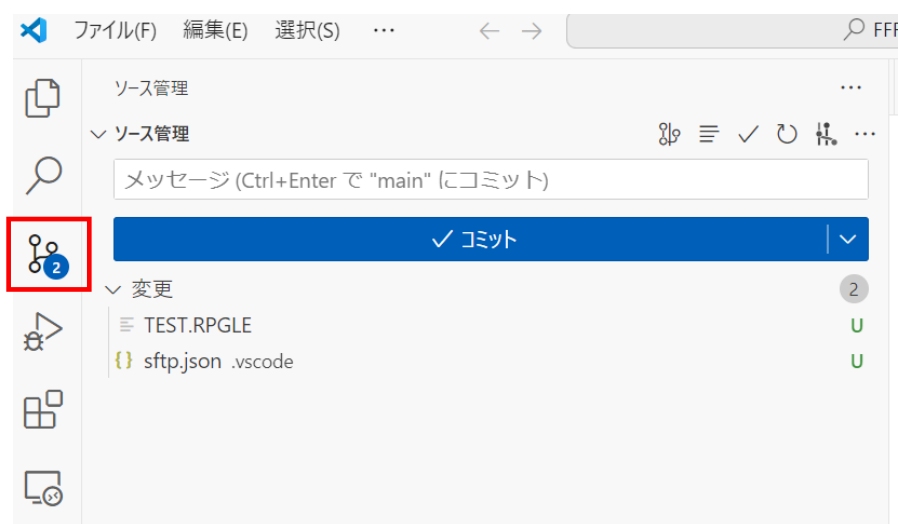 ファイル(F) 編集(E) 選択(S) ··· ← → FFF
ソース管理 ···
ソース管理 ···
メッセージ (Ctrl+Enter で "main" にコミット)
✓ コミット
2
変更 2
TEST.RPGLE U
{} sftp.json .vscode U